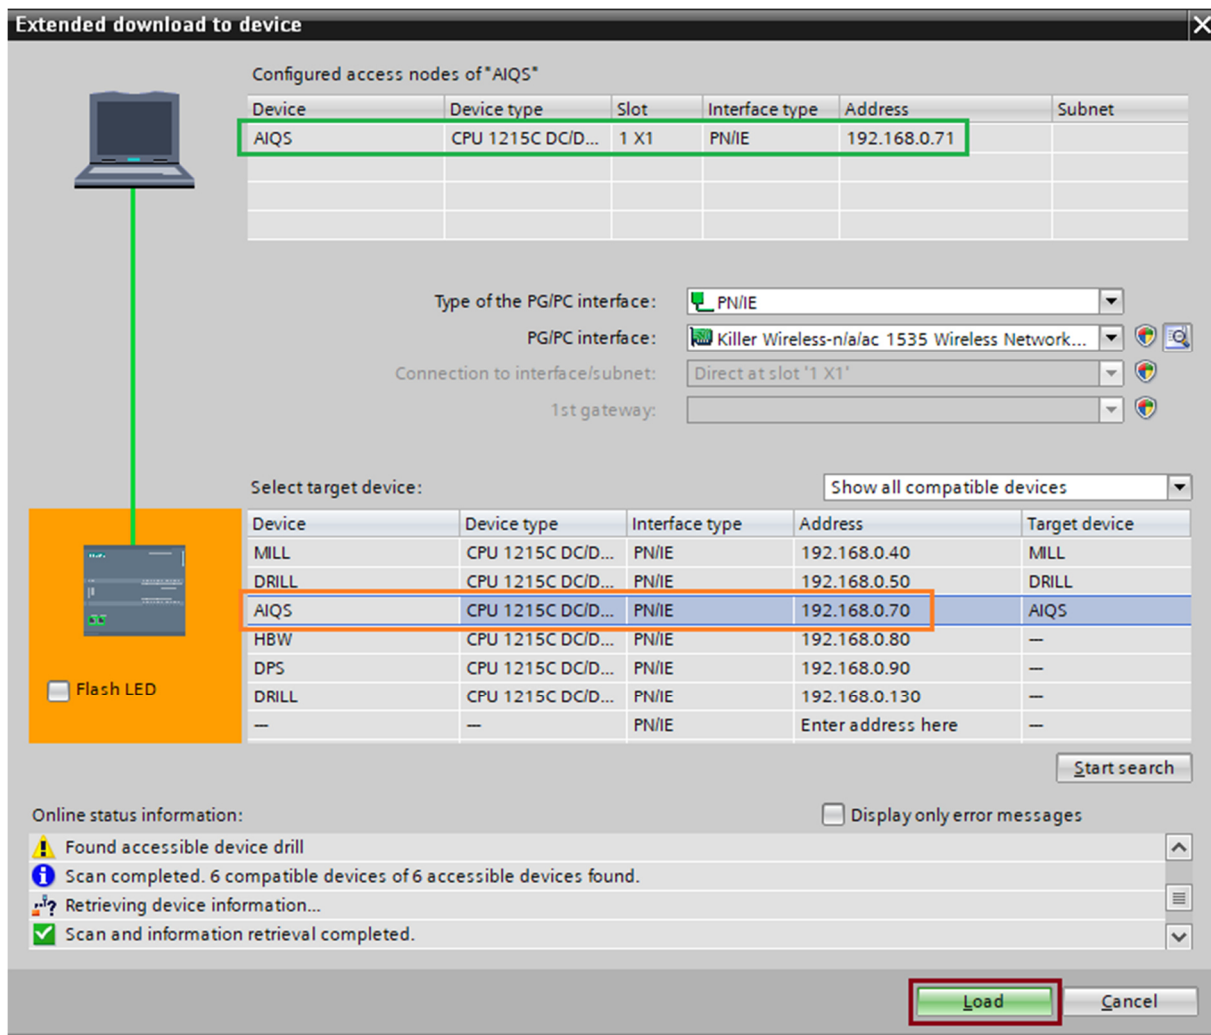 Extended download to device
Configured access nodes of "AIQS"
Device Device type Slot Interface type Address Subnet
AIQS CPU 1215C DC/D... 1 X1 PN/IE 192.168.0.71
Type of the PG/PC interface: PN/IE
PG/PC interface: Killer Wireless-n/a/ac 1535 Wireless Network...
Connection to interface/subnet: Direct at slot '1 X1'
1st gateway:
Select target device: Show all compatible devices
Device Device type Interface type Address Target device
MILL CPU 1215C DC/D... PN/IE 192.168.0.40 MILL
DRILL CPU 1215C DC/D... PN/IE 192.168.0.50 DRILL
AIQS CPU 1215C DC/D... PN/IE 192.168.0.70 AIQS
HBW CPU 1215C DC/D... PN/IE 192.168.0.80 —
DPS CPU 1215C DC/D... PN/IE 192.168.0.90 —
DRILL CPU 1215C DC/D... PN/IE 192.168.0.130 —
— — PN/IE Enter address here —
Flash LED
Start search
Online status information: Display only error messages
Found accessible device drill
Scan completed. 6 compatible devices of 6 accessible devices found.
Retrieving device information...
Scan and information retrieval completed.
Load Cancel